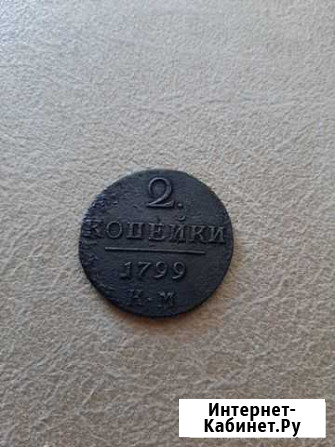 2.
КОПѢЙКИ
1799
К·М
Интернет-
Кабинет.Ру